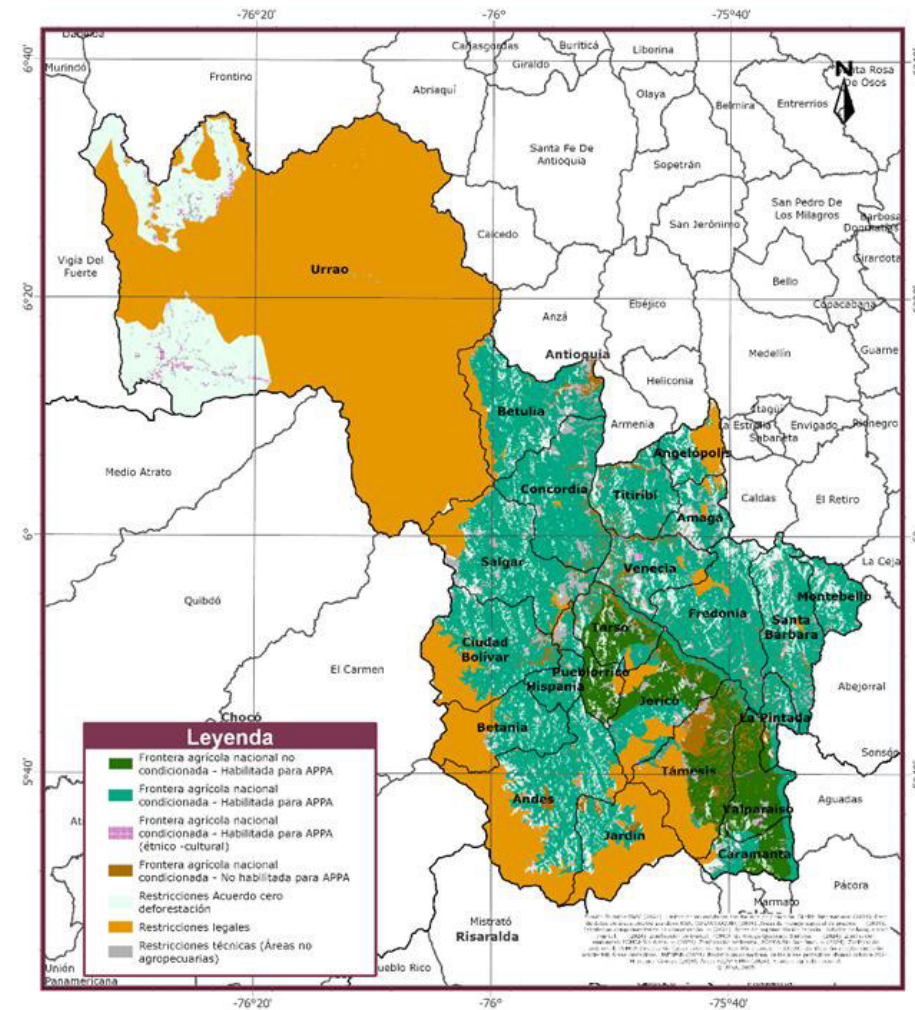 -76°20'
-76°
-75°40'
6°40'
Murindó
Frontino
Cañasgordas
Buriticá
Giraldo
Liborina
Abriaquí
Olaya
Belmira
Entrerrios
De Osos
N
Santa Fe De
Antioquia
Sopetrán
San Pedro De
Los Milagros
San Jerónimo
Barbosa
Girardota
Caicedo
Vigía Del
Fuerte
Urrao
Bello
6°20'
Anzá
Ebéjico
Copacabana
Antioquia
Medellín
Guarne
Heliconia
Betulia
Armenia
Itagüí
La Estrella
Envigado
Rionegro
Sabaneta
Angelópolis
Medio Atrato
Concordia
Titiribí
Caldas
El Retiro
Amagá
6°
Salgar
Venecia
La Ceja
Quibdó
Montebello
Fredonia
Santa
Bárbara
Tarso
Ciudad
Bolívar
El Carmen
Pueblorrico
Hispania
Jericó
Abejorral
Chocó
Betania
La Pintada
Sonsón
5°40'
Támesis
Andes
Valparaíso
Aguadas
Jardín
Caramanta
Pácora
Marmato
Mistrató
Risaralda
Pueblo Rico
Unión
Panamericana
Leyenda
Frontera agrícola nacional no
condicionada - Habilitada para APPA
Frontera agrícola nacional
condicionada - Habilitada para APPA
Frontera agrícola nacional
condicionada - Habilitada para APPA
(étnico -cultural)
Frontera agrícola nacional
condicionada - No habilitada para APPA
Restricciones Acuerdo cero
deforestación
Restricciones legales
Restricciones técnicas (Áreas no
agropecuarias)
-76°20'
-76°
-75°40'